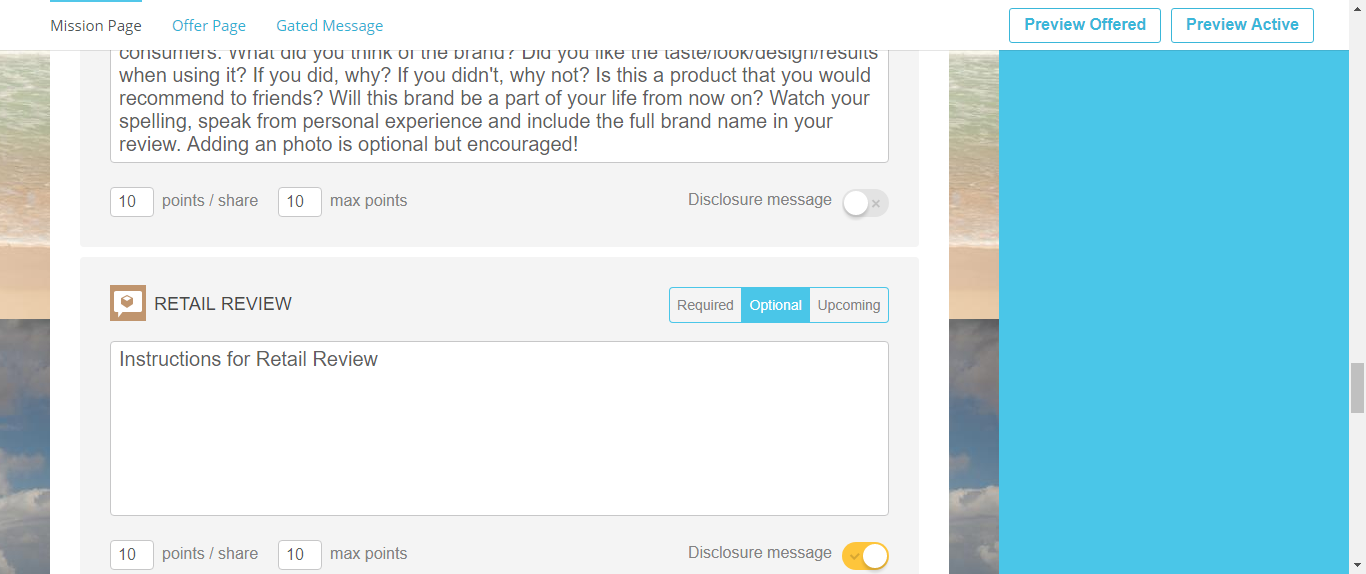 Mission Page Offer Page Gated Message Preview Offered Preview Active
consumers. What did you think of the brand? Did you like the taste/look/design/results
when using it? If you did, why? If you didn't, why not? Is this a product that you would
recommend to friends? Will this brand be a part of your life from now on? Watch your
spelling, speak from personal experience and include the full brand name in your
review. Adding an photo is optional but encouraged!
10 points / share 10 max points Disclosure message
RETAIL REVIEW Required Optional Upcoming
Instructions for Retail Review
10 points / share 10 max points Disclosure message